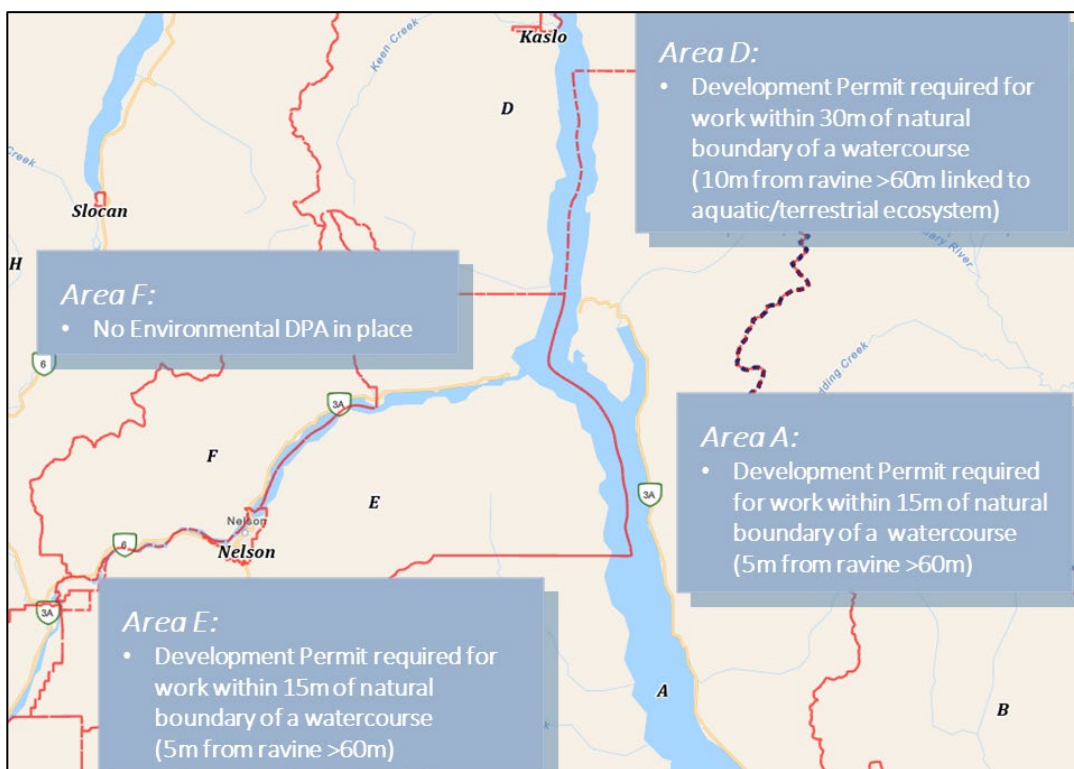 Kaslo
Keen Creek
D
Area D:
• Development Permit required for
work within 30m of natural
boundary of a watercourse
(10m from ravine >60m linked to
aquatic/terrestrial ecosystem)
Creek
Slocan
River
H
Area F:
• No Environmental DPA in place
6
3A
Area A:
• Development Permit required
for work within 15m of natural
boundary of a watercourse
(5m from ravine >60m)
F
E
3A
Nelson
Nelson
6
3A
Area E:
• Development Permit required for
work within 15m of natural
boundary of a watercourse
(5m from ravine >60m)
A
B